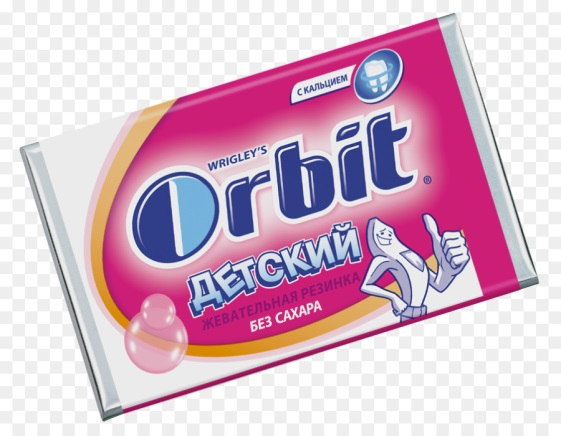 С КАЛЬЦИЕМ
WRIGLEY'S
Orbit®
ДЕТСКИЙ
ЖЕВАТЕЛЬНАЯ РЕЗИНКА
БЕЗ САХАРА